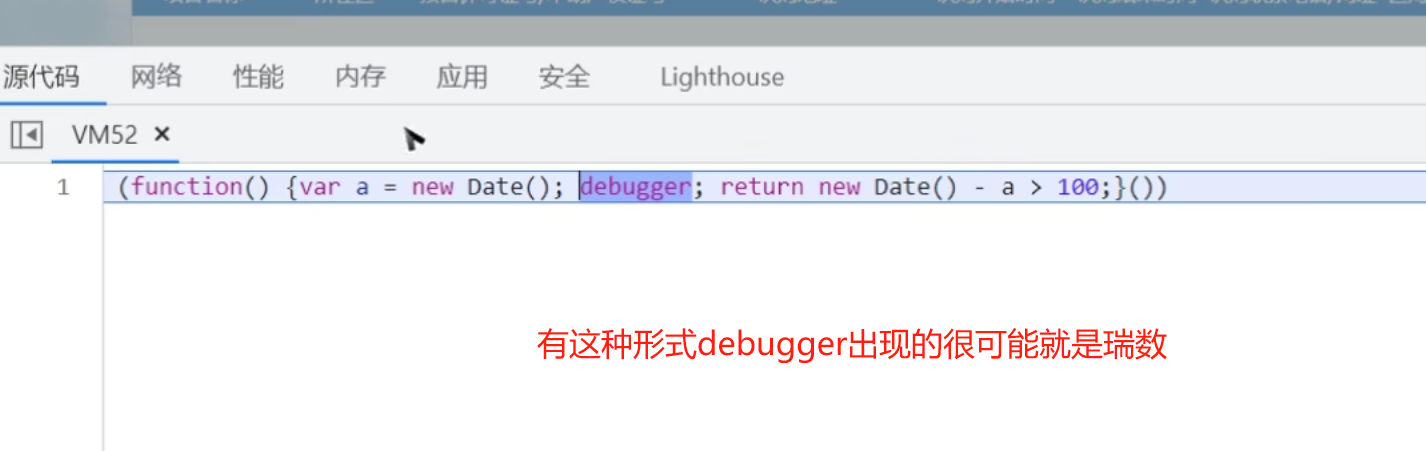 源代码 网络 性能 内存 应用 安全 Lighthouse
VM52 ×
1 (function() {var a = new Date(); debugger; return new Date() - a > 100;}())
有这种形式debugger出现的很可能就是瑞数